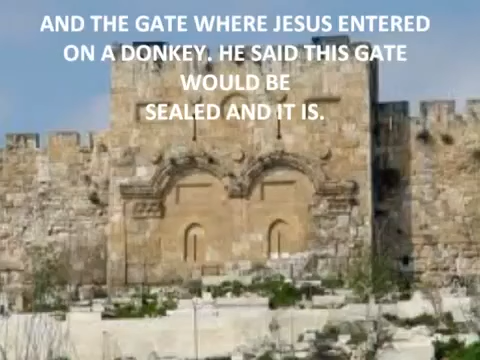 AND THE GATE WHERE JESUS ENTERED
ON A DONKEY. HE SAID THIS GATE
WOULD BE
SEALED AND IT IS.